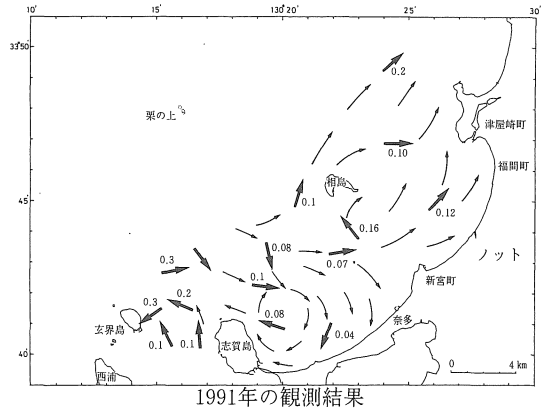 10'
15'
130°20
25'
30'
33°50
0.2
栗の上
津屋崎町
0.10
福間町
相島
45
0.1
0.12
0.16
0.08
0.3
0.07
ノット
0.1
新宮町
0.2
0.3
0.08
奈多
玄界島
志賀島
0.04
0.1
0.1
40
西浦
0
4 km
1991年の観測結果